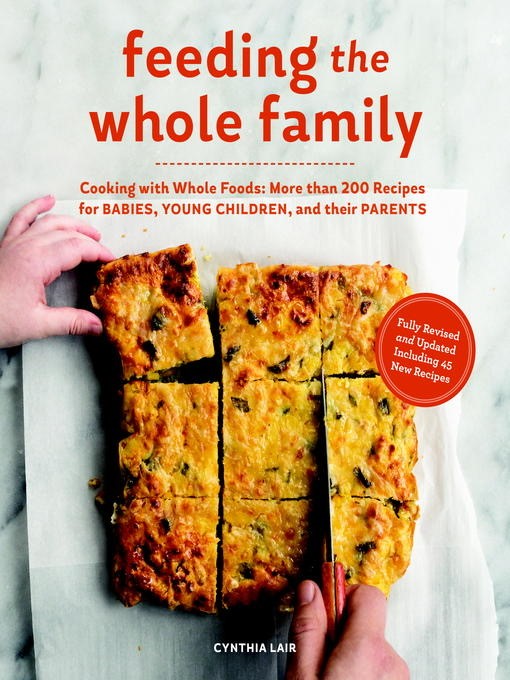 feeding the
whole family
Cooking with Whole Foods: More than 200 Recipes
for BABIES, YOUNG CHILDREN, and their PARENTS
Fully Revised
and Updated
Including 45
New Recipes
CYNTHIA LAIR